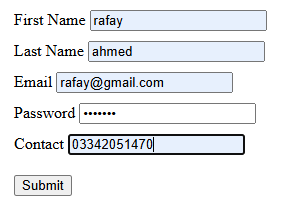 First Name rafay
Last Name ahmed
Email rafay@gmail.com
Password •••••••
Contact 03342051470
Submit